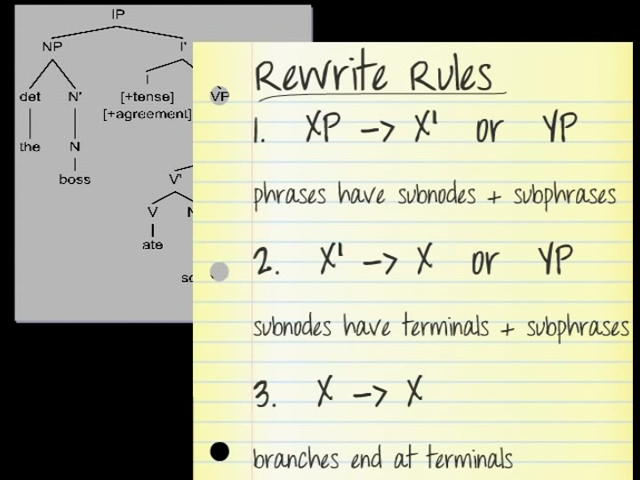 IP
NP I'
det N' I VP
[+tense]
[+agreement]
the N
boss
V'
V
ate
Rewrite Rules
1. XP -> X' or YP
phrases have subnodes + subphrases
2. X' -> X or YP
subnodes have terminals + subphrases
3. X -> X
branches end at terminals